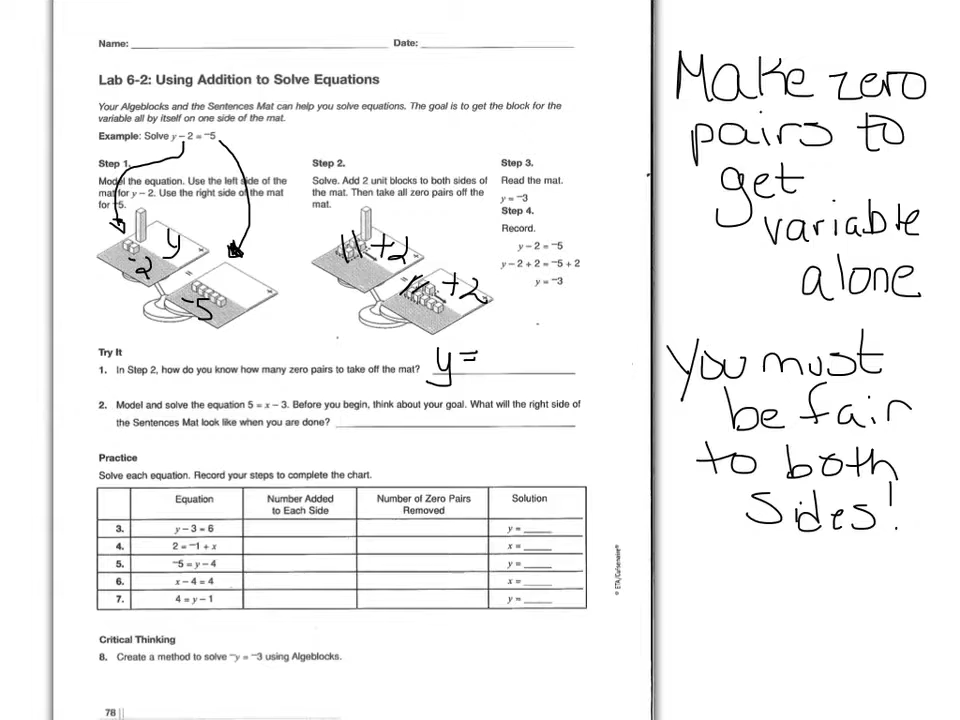 Name: Date:
Lab 6-2: Using Addition to Solve Equations
Your Algeblocks and the Sentences Mat can help you solve equations. The goal is to get the block for the
variable all by itself on one side of the mat.
Example: Solve y – 2 = ⁻5
Step 1.
Model the equation. Use the left side of the
mat for y – 2. Use the right side of the mat
for ⁻5.
y
-2
=
-5
Step 2.
Solve. Add 2 unit blocks to both sides of
the mat. Then take all zero pairs off the
mat.
+2
=
+2
Step 3.
Read the mat.
y = ⁻3
Step 4.
Record.
y – 2 = ⁻5
y – 2 + 2 = ⁻5 + 2
y = ⁻3
Try It
1. In Step 2, how do you know how many zero pairs to take off the mat? y=
2. Model and solve the equation 5 = x – 3. Before you begin, think about your goal. What will the right side of
the Sentences Mat look like when you are done?
Practice
Solve each equation. Record your steps to complete the chart.
Equation Number Added to Each Side Number of Zero Pairs Removed Solution
3. y – 3 = 6 y = ____
4. 2 = ⁻1 + x x = ____
5. ⁻5 = y – 4 y = ____
6. x – 4 = 4 x = ____
7. 4 = y – 1 y = ____
Critical Thinking
8. Create a method to solve ⁻y = ⁻3 using Algeblocks.
78
© ETA/Cuisenaire®
Make zero
pairs to
get
variable
alone
You must
be fair
to both
sides!